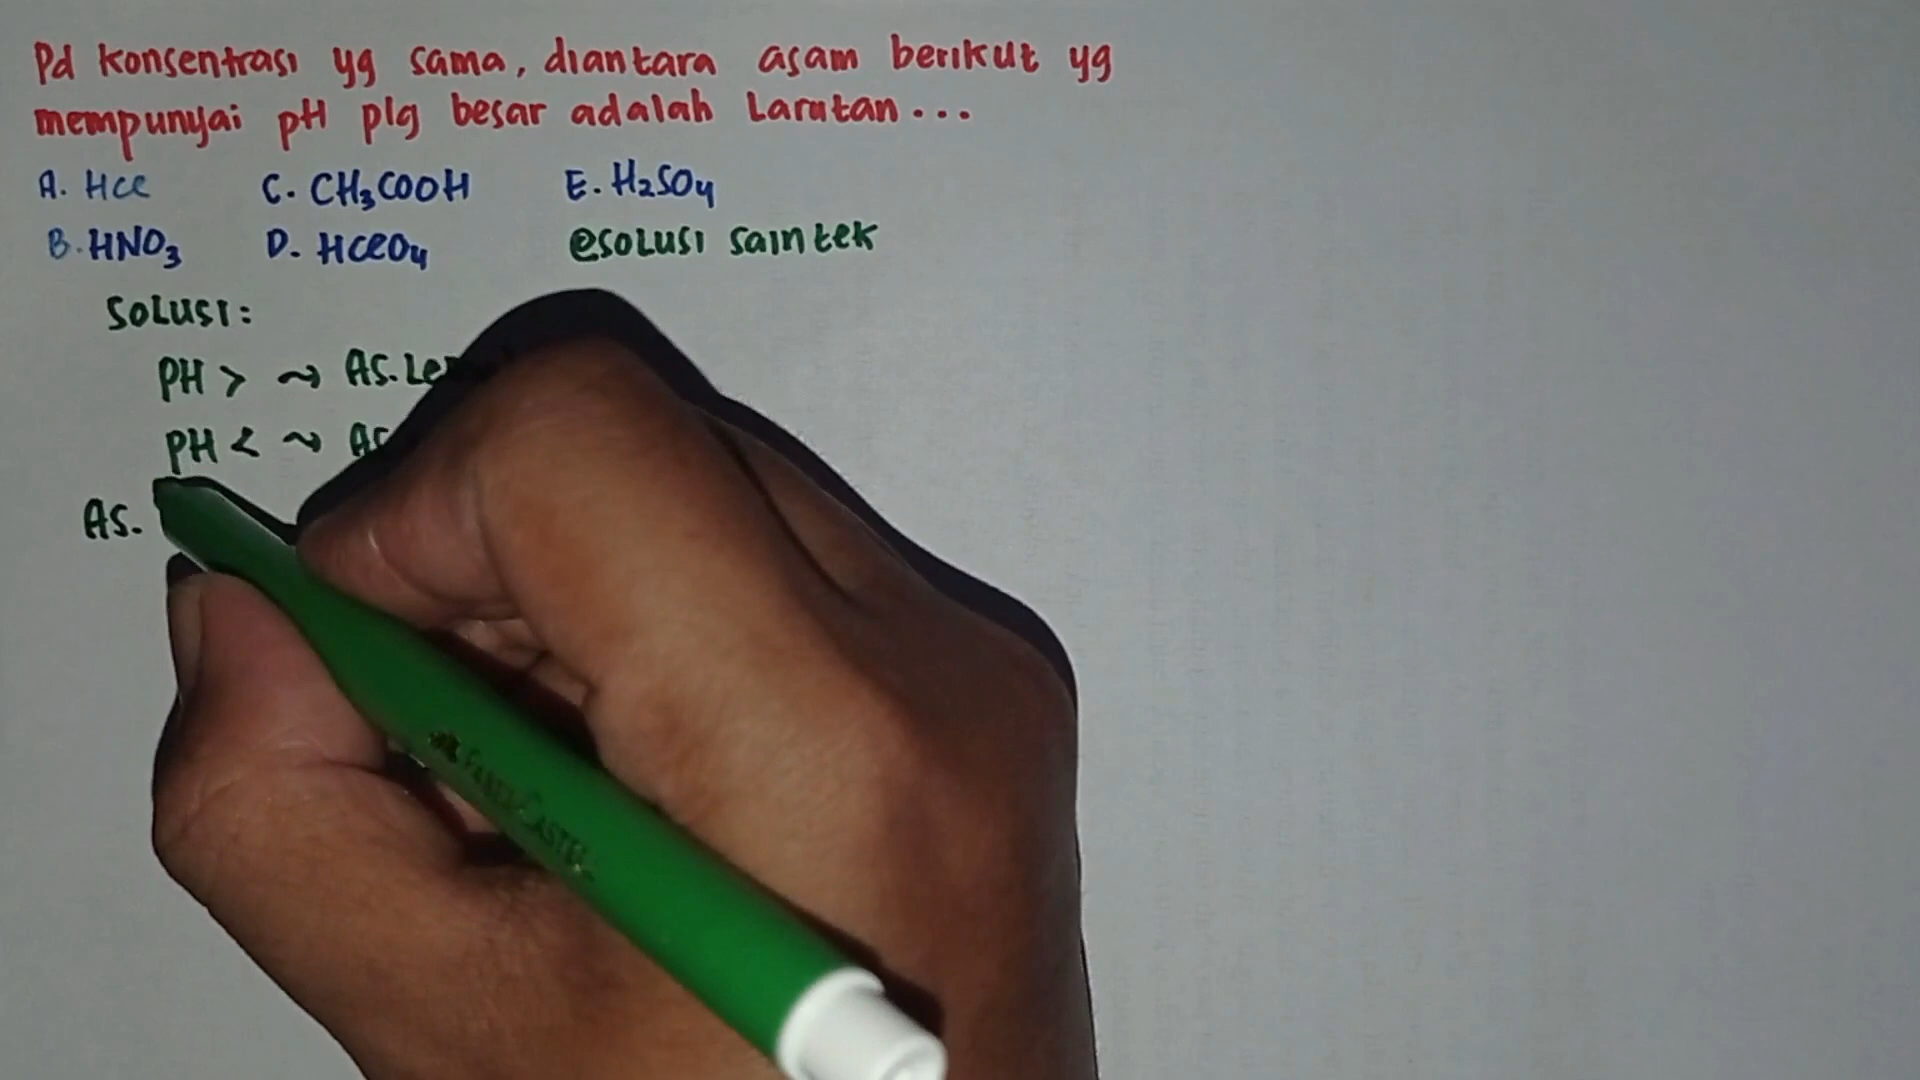 Pd konsentrasi yg sama, diantara asam berikut yg
mempunyai pH plg besar adalah Larutan...
A. HCl C. CH₃COOH E. H₂SO₄
B. HNO₃ D. HClO₄ @solusi saintek
SOLUSI:
PH > ~> AS.
PH < ~> AS
AS.
FABER-CASTELL